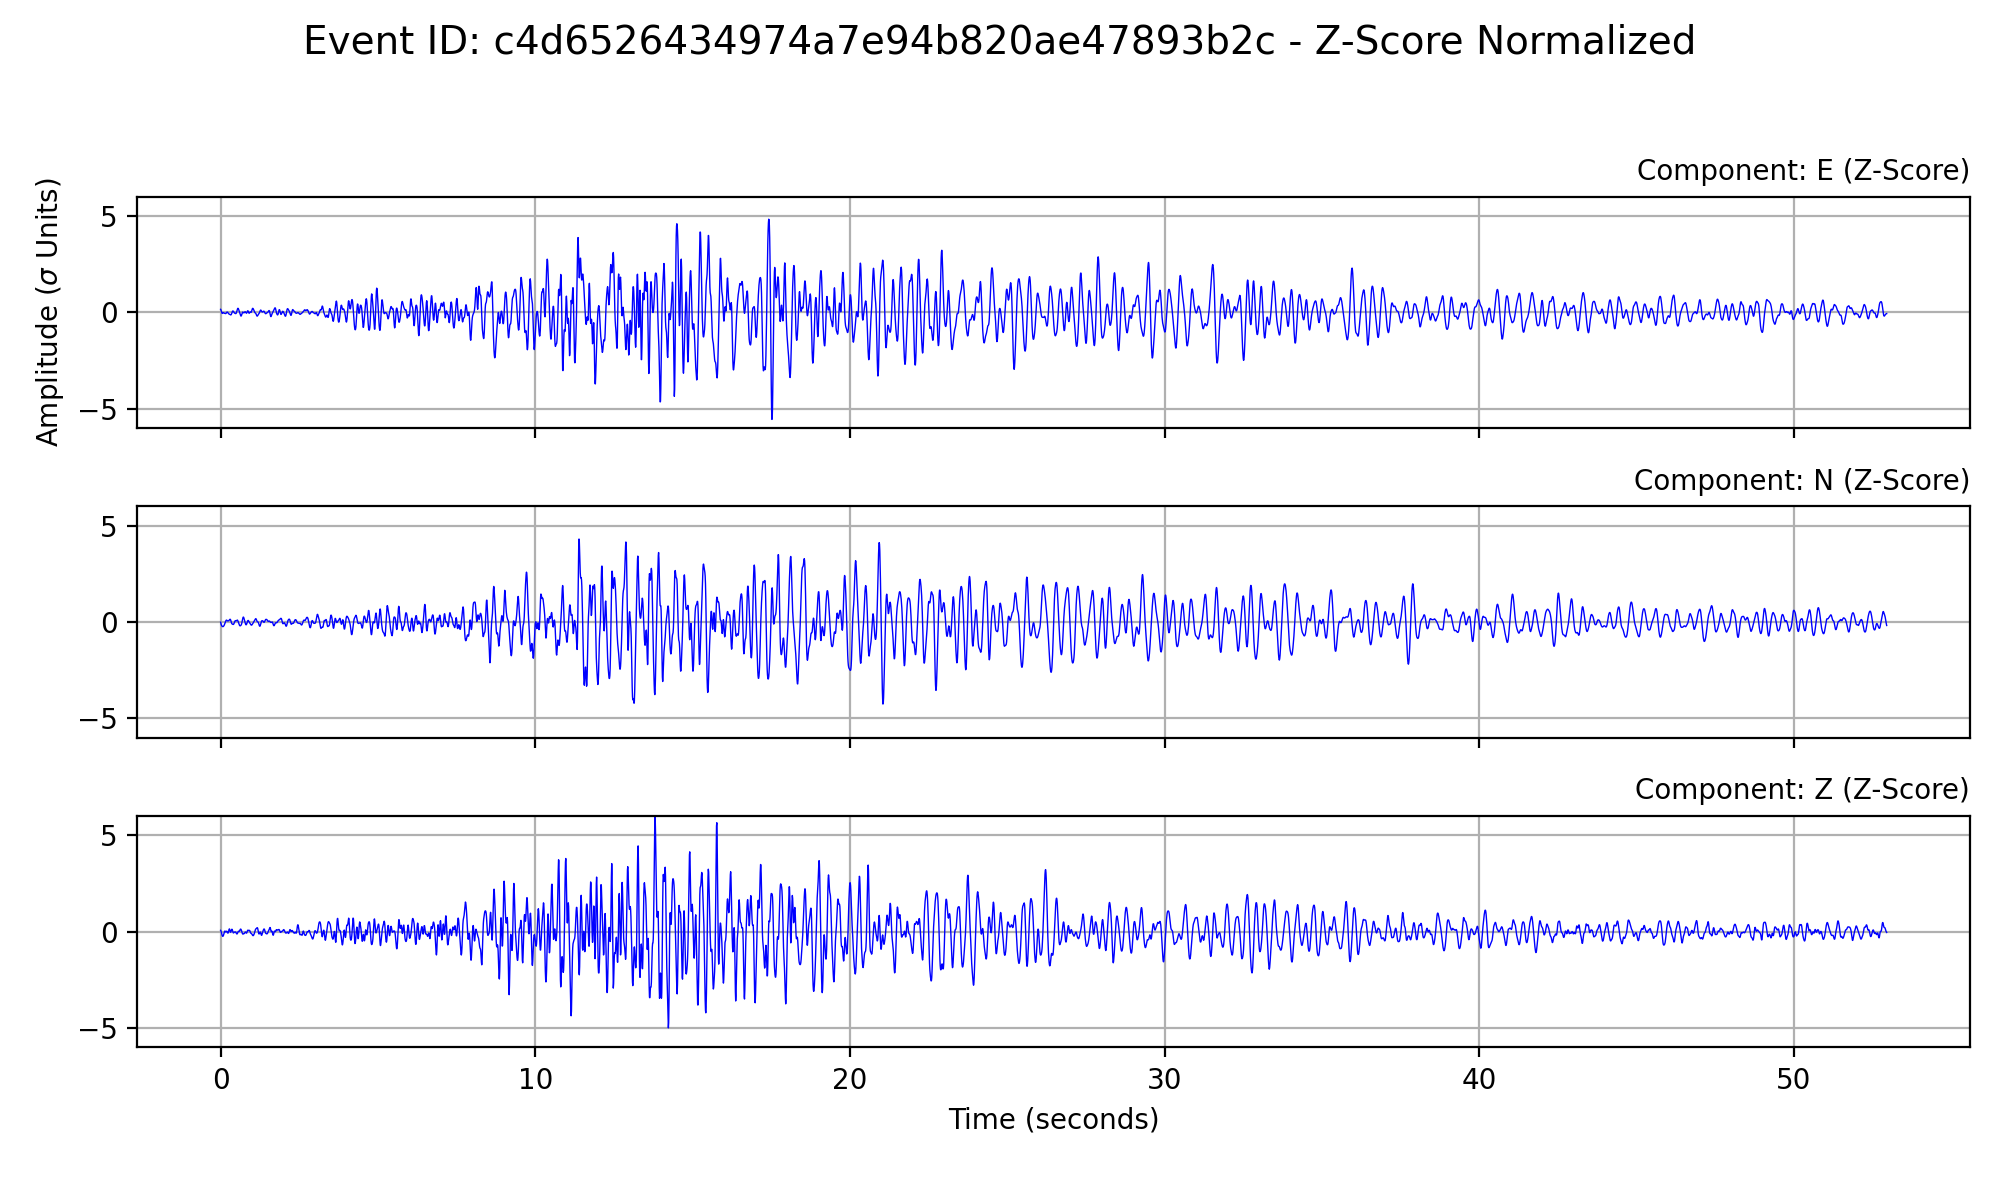 Event ID: c4d6526434974a7e94b820ae47893b2c - Z-Score Normalized
Component: E (Z-Score)
Amplitude (σ Units)
5
0
−5
Component: N (Z-Score)
5
0
−5
Component: Z (Z-Score)
5
0
−5
0 10 20 30 40 50
Time (seconds)